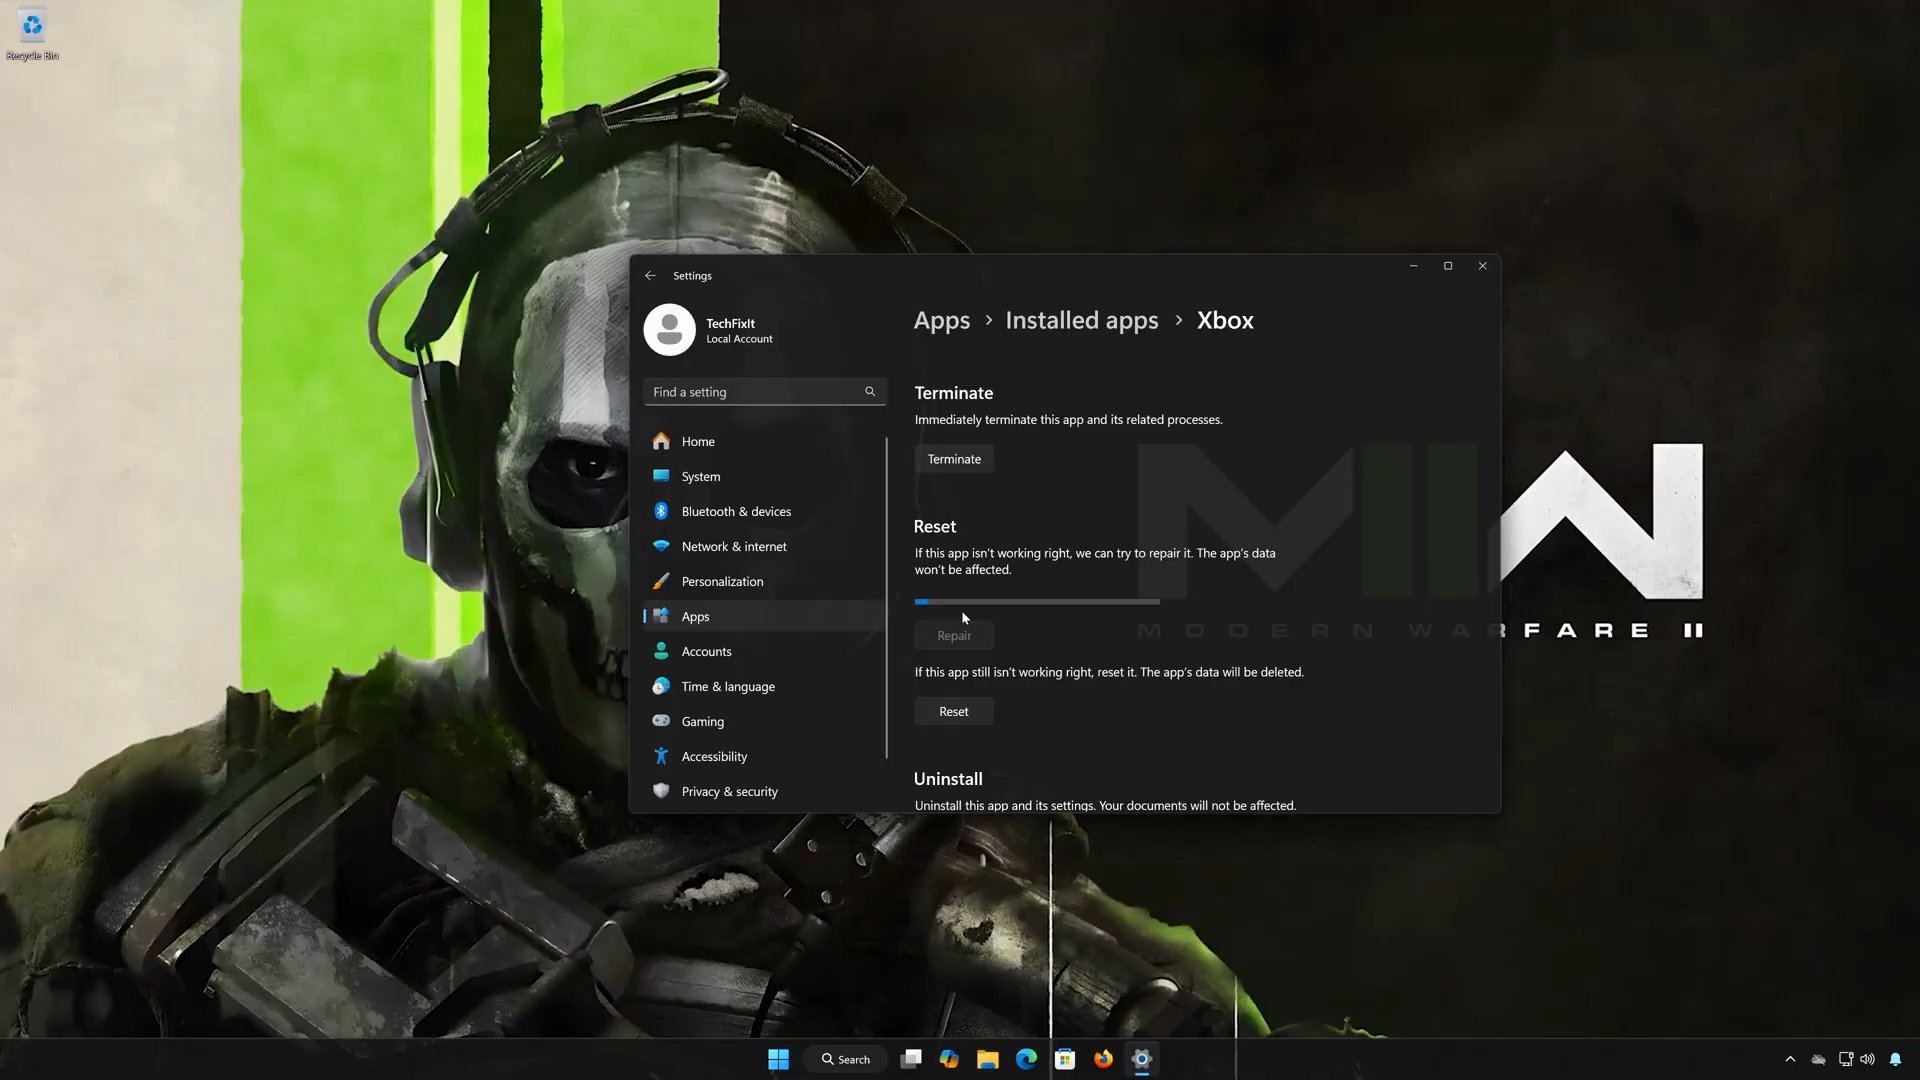 Recycle Bin
Settings
TechFixIt
Local Account
Find a setting
Home
System
Bluetooth & devices
Network & internet
Personalization
Apps
Accounts
Time & language
Gaming
Accessibility
Privacy & security
Apps > Installed apps > Xbox
Terminate
Immediately terminate this app and its related processes.
Terminate
Reset
If this app isn't working right, we can try to repair it. The app's data
won't be affected.
Repair
If this app still isn't working right, reset it. The app's data will be deleted.
Reset
Uninstall
Uninstall this app and its settings. Your documents will not be affected.
MW
MODERN WARFARE II
Search